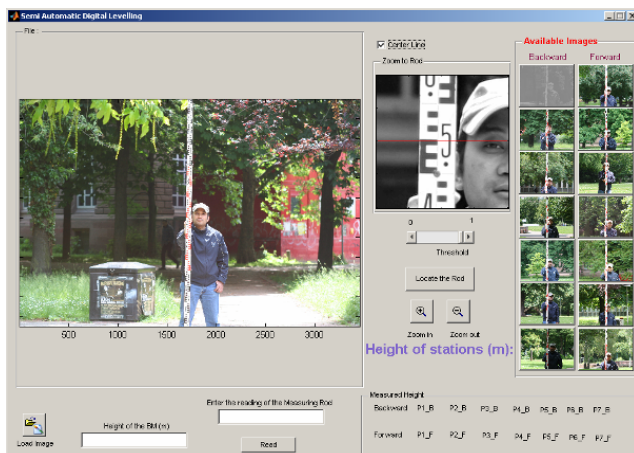 Semi Automatic Digital Levelling
File :
Center Line
Zoom to Rod
5
0 1
Threshold
Locate the Rod
Zoom in Zoom out
Height of stations (m):
Available Images
Backward Forward
500 1000 1500 2000 2500 3000
Load Image
Height of the BM (m)
Enter the reading of the Measuring Rod
Read
Measured Height
Backward P1_B P2_B P3_B P4_B P5_B P6_B P7_B
Forward P1_F P2_F P3_F P4_F P5_F P6_F P7_F